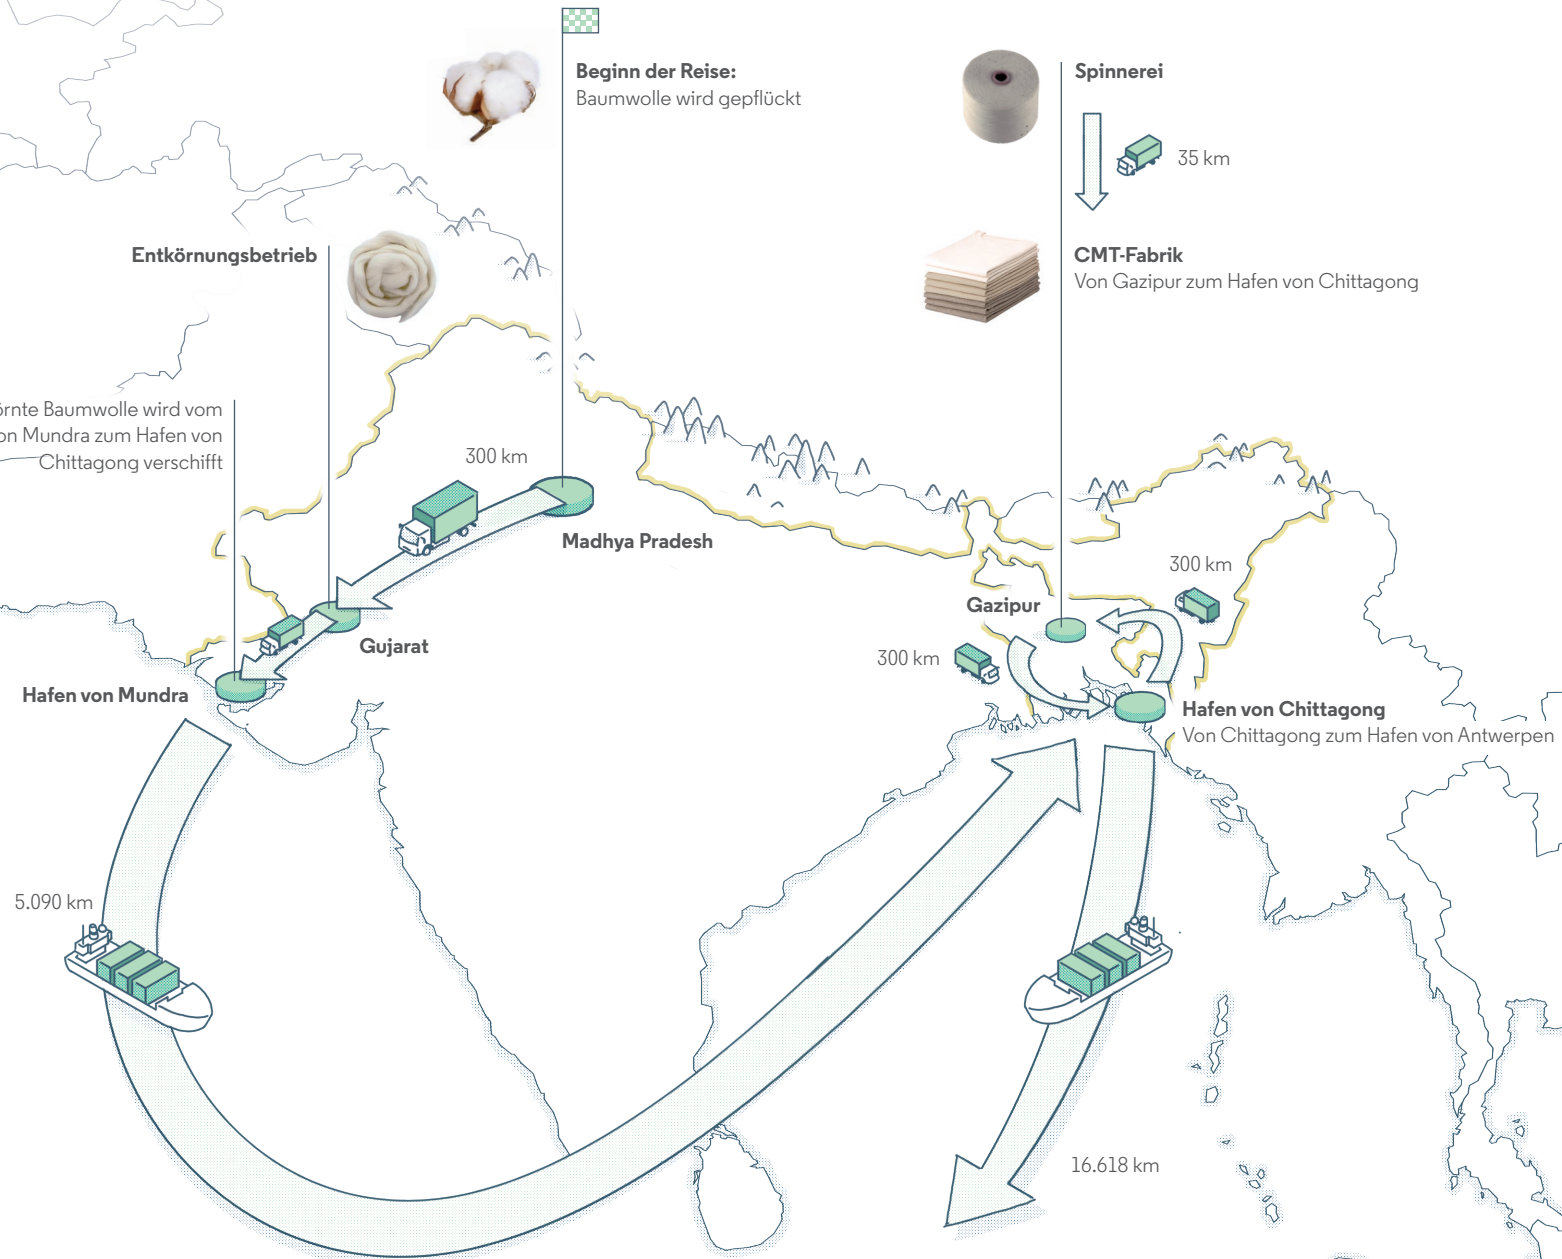 Beginn der Reise:
Baumwolle wird gepflückt
Spinnerei
35 km
CMT-Fabrik
Von Gazipur zum Hafen von Chittagong
Entkörnungsbetrieb
Baumwolle wird vom
Mundra zum Hafen von
Chittagong verschifft
300 km
Madhya Pradesh
Gujarat
Hafen von Mundra
Gazipur
300 km
300 km
Hafen von Chittagong
Von Chittagong zum Hafen von Antwerpen
5.090 km
16.618 km